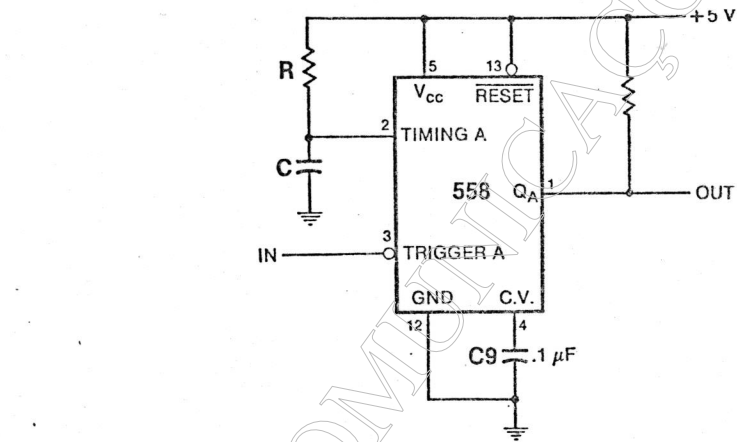 +5 V
R
5
13
VCC
RESET
2
TIMING A
C
558
QA
1
OUT
3
IN
TRIGGER A
GND
C.V.
12
4
C9
.1 μF
COMUNICAÇÕ